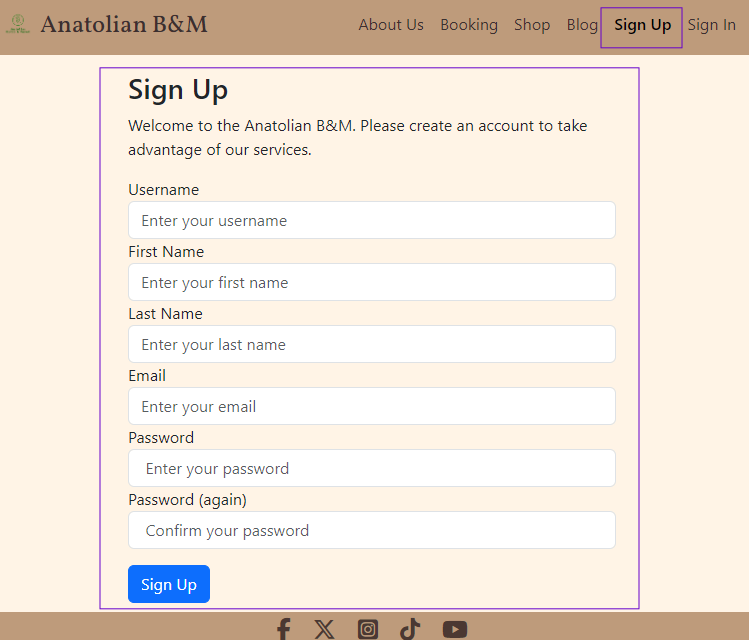 Anatolian B&M
About Us Booking Shop Blog Sign Up Sign In
Sign Up
Welcome to the Anatolian B&M. Please create an account to take
advantage of our services.
Username
Enter your username
First Name
Enter your first name
Last Name
Enter your last name
Email
Enter your email
Password
Enter your password
Password (again)
Confirm your password
Sign Up